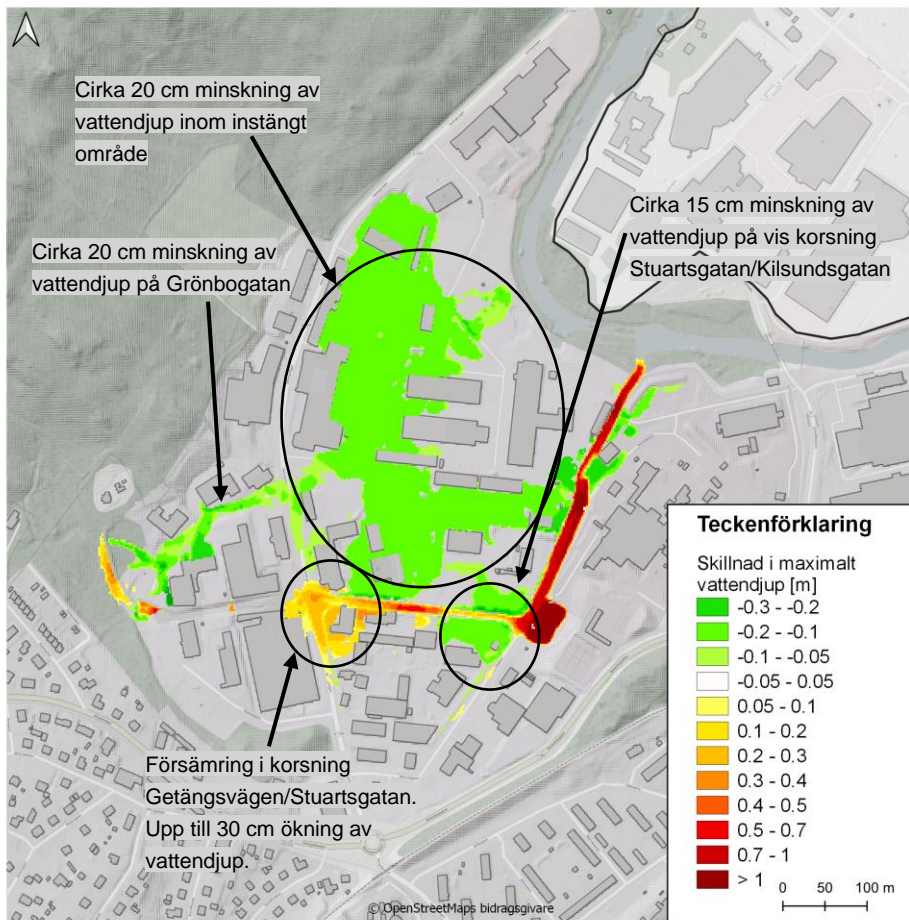 Cirka 20 cm minskning av
vattendjup inom instängt
område
Cirka 15 cm minskning av
vattendjup på vis korsning
Stuartsgatan/Kilsundsgatan
Cirka 20 cm minskning av
vattendjup på Grönbogatan
Försämring i korsning
Getängsvägen/Stuartsgatan.
Upp till 30 cm ökning av
vattendjup.
Teckenförklaring
Skillnad i maximalt
vattendjup [m]
-0.3 - -0.2
-0.2 - -0.1
-0.1 - -0.05
-0.05 - 0.05
0.05 - 0.1
0.1 - 0.2
0.2 - 0.3
0.3 - 0.4
0.4 - 0.5
0.5 - 0.7
0.7 - 1
> 1
0 50 100 m
© OpenStreetMaps bidragsgivare